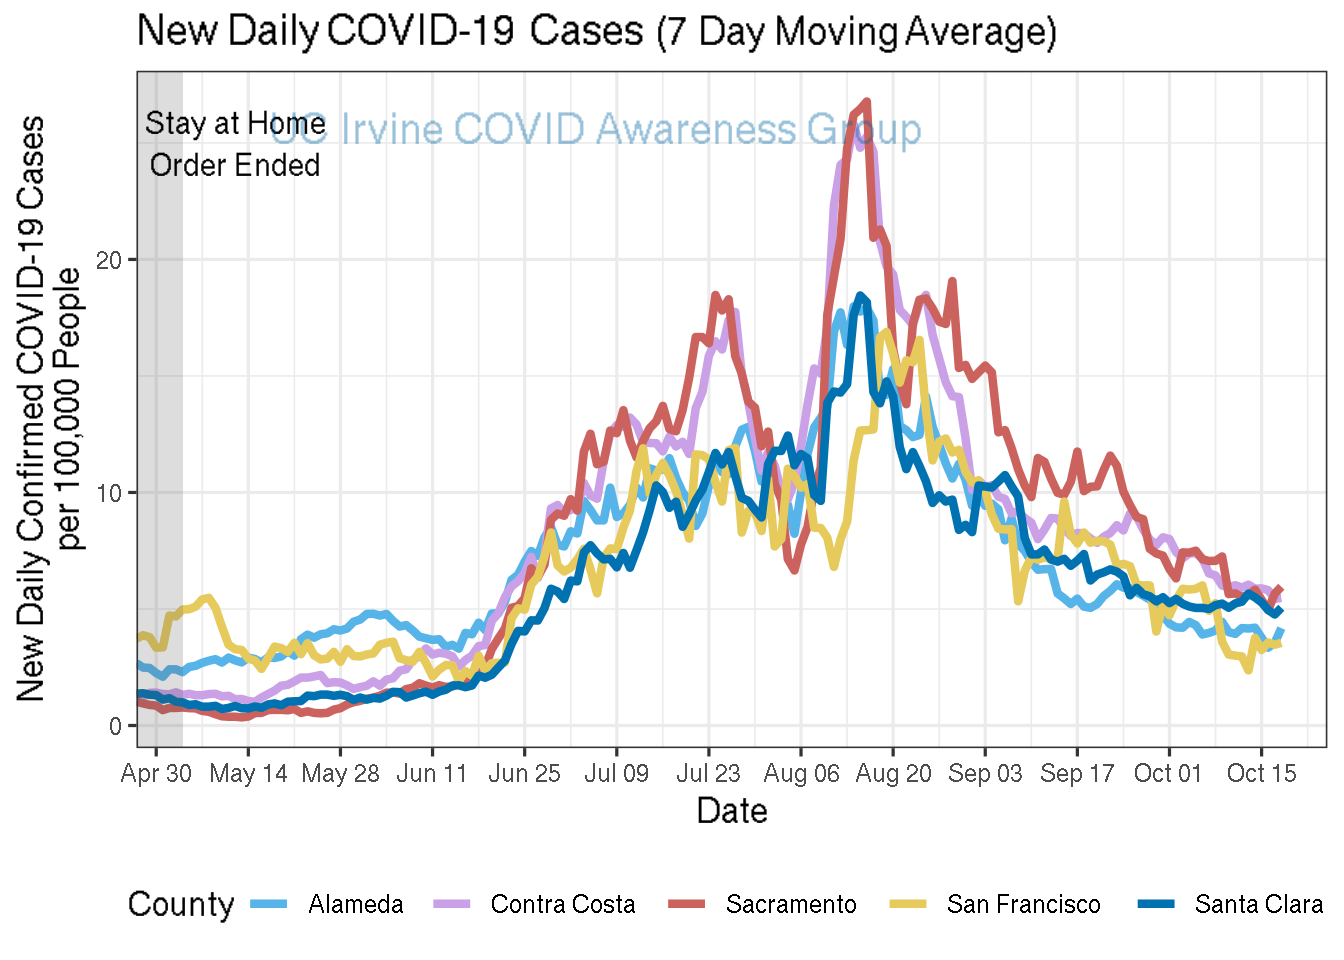 New Daily COVID-19 Cases (7 Day Moving Average)
Stay at Home
Order Ended
UC Irvine COVID Awareness Group
New Daily Confirmed COVID-19 Cases
per 100,000 People
20
10
0
Apr 30 May 14 May 28 Jun 11 Jun 25 Jul 09 Jul 23 Aug 06 Aug 20 Sep 03 Sep 17 Oct 01 Oct 15
Date
County Alameda Contra Costa Sacramento San Francisco Santa Clara